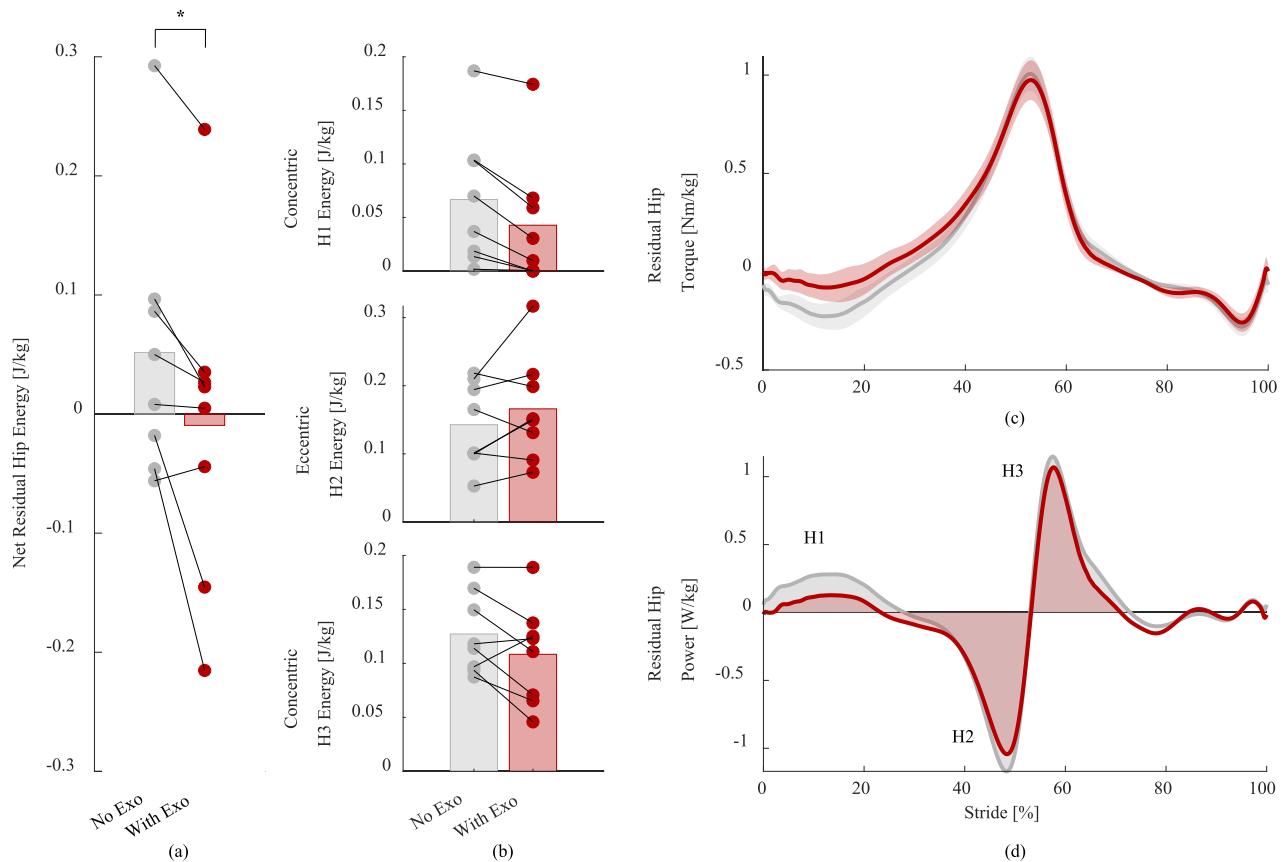 *
Net Residual Hip Energy [J/kg]
0.3
0.2
0.1
0
-0.1
-0.2
-0.3
No Exo
With Exo
(a)
Concentric
H1 Energy [J/kg]
0.2
0.15
0.1
0.05
0
Eccentric
H2 Energy [J/kg]
0.3
0.2
0.1
0
Concentric
H3 Energy [J/kg]
0.2
0.15
0.1
0.05
0
No Exo
With Exo
(b)
Residual Hip
Torque [Nm/kg]
1
0.5
0
-0.5
0 20 40 60 80 100
(c)
Residual Hip
Power [W/kg]
1
0.5
0
-0.5
-1
H1
H2
H3
0 20 40 60 80 100
Stride [%]
(d)